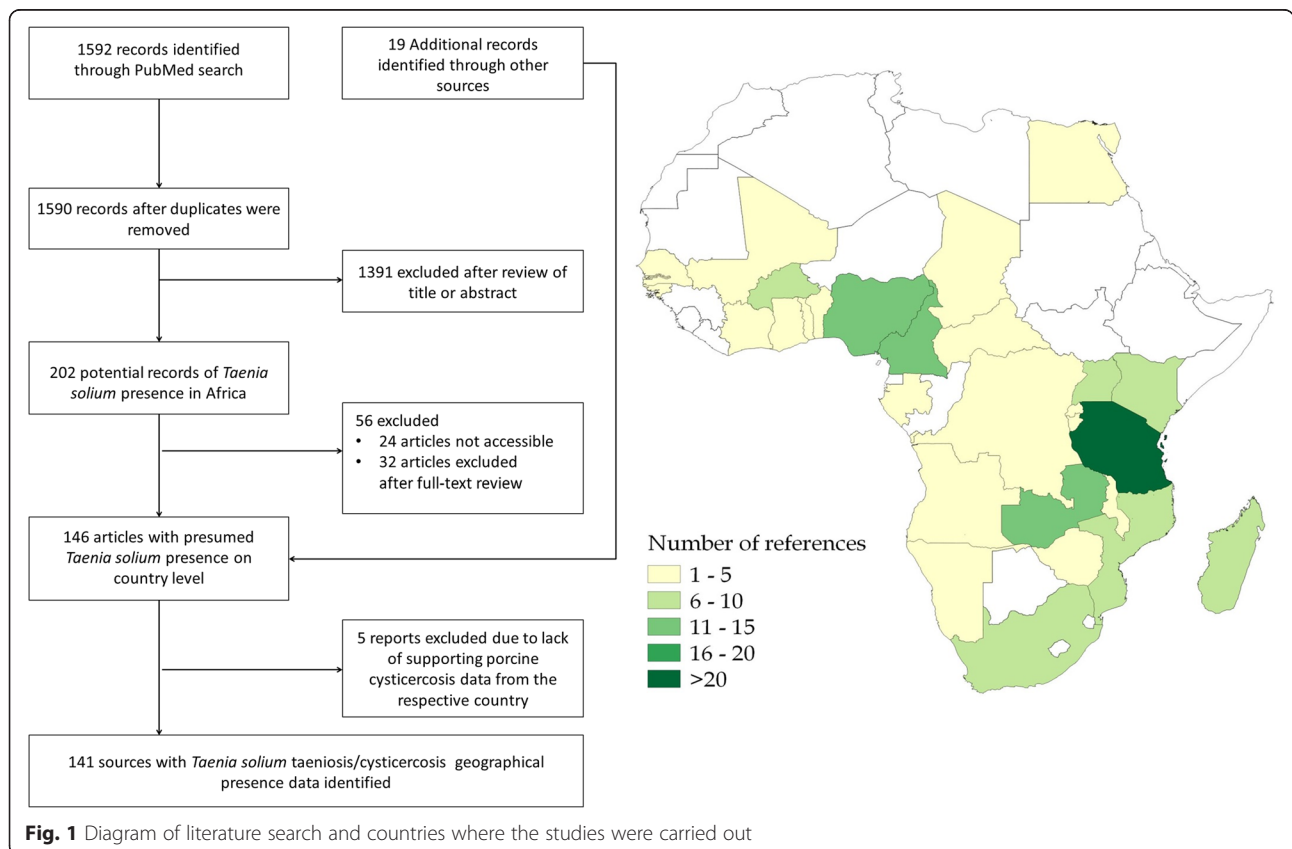 1592 records identified
through PubMed search
19 Additional records
identified through other
sources
1590 records after duplicates were
removed
1391 excluded after review of
title or abstract
202 potential records of Taenia
solium presence in Africa
56 excluded
• 24 articles not accessible
• 32 articles excluded
after full-text review
146 articles with presumed
Taenia solium presence on
country level
5 reports excluded due to lack
of supporting porcine
cysticercosis data from the
respective country
141 sources with Taenia solium taeniosis/cysticercosis geographical
presence data identified
Number of references
1 - 5
6 - 10
11 - 15
16 - 20
>20
Fig. 1 Diagram of literature search and countries where the studies were carried out